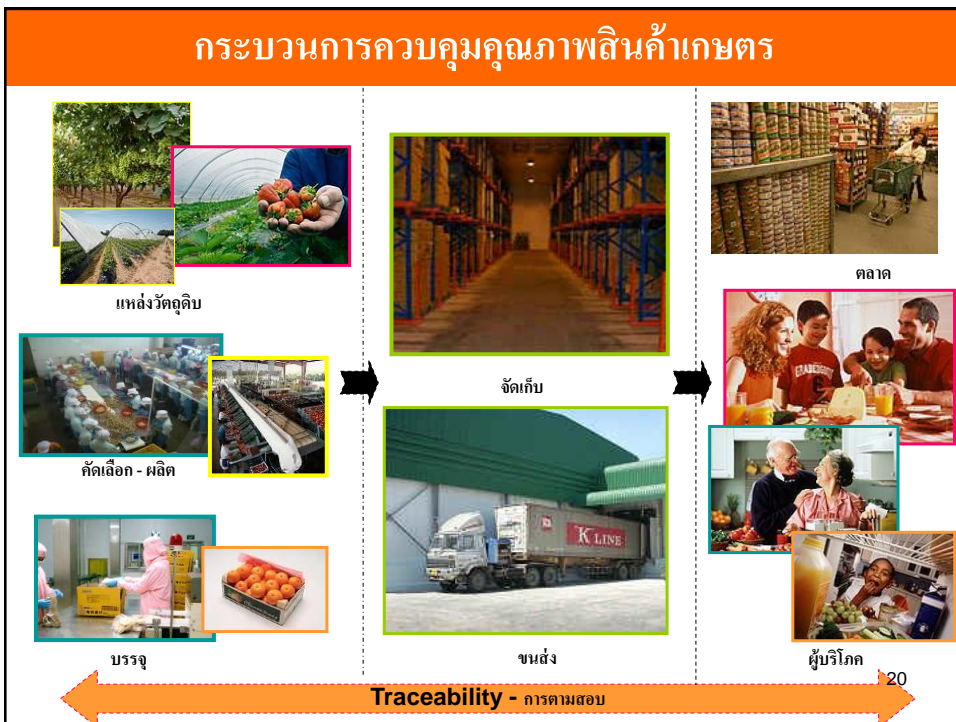 กระบวนการควบคุมคุณภาพสินค้าเกษตร
แหล่งวัตถุดิบ
คัดเลือก - ผลิต
บรรจุ
จัดเก็บ
K LINE
ขนส่ง
ตลาด
ผู้บริโภค
20
Traceability - การตามสอบ